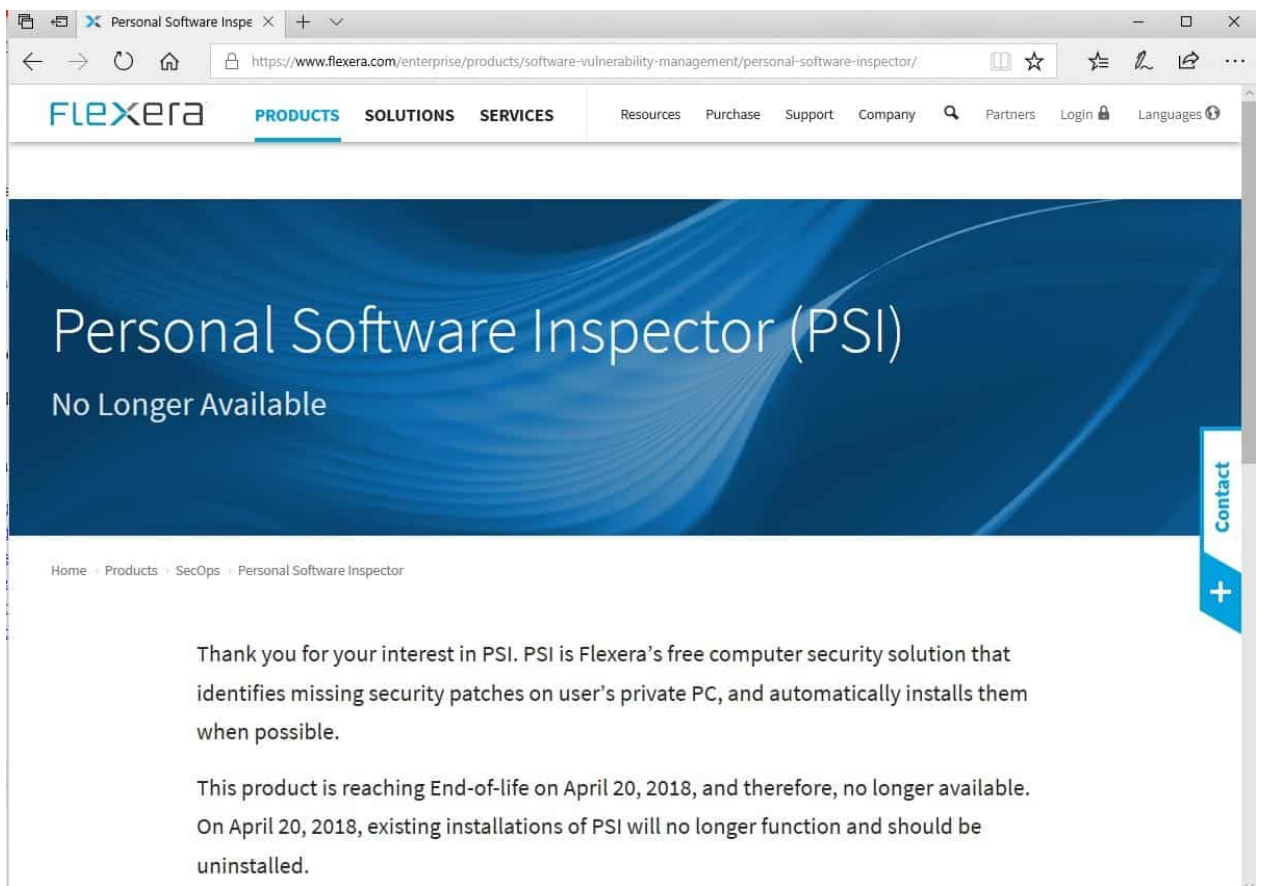 Personal Software Inspe
https://www.flexera.com/enterprise/products/software-vulnerability-management/personal-software-inspector/
FLEXERA PRODUCTS SOLUTIONS SERVICES Resources Purchase Support Company Partners Login Languages
Personal Software Inspector (PSI)
No Longer Available
Contact
Home Products SecOps Personal Software Inspector
Thank you for your interest in PSI. PSI is Flexera’s free computer security solution that
identifies missing security patches on user’s private PC, and automatically installs them
when possible.
This product is reaching End-of-life on April 20, 2018, and therefore, no longer available.
On April 20, 2018, existing installations of PSI will no longer function and should be
uninstalled.